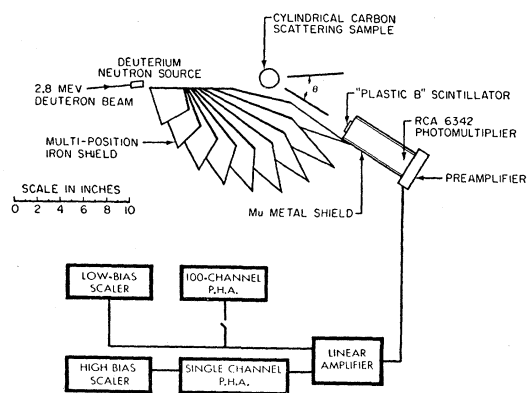 CYLINDRICAL CARBON
SCATTERING SAMPLE
DEUTERIUM
NEUTRON SOURCE
2.8 MEV
DEUTERON BEAM
θ
"PLASTIC B" SCINTILLATOR
RCA 6342
PHOTOMULTIPLIER
MULTI-POSITION
IRON SHIELD
PREAMPLIFIER
SCALE IN INCHES
0 2 4 6 8 10
Mu METAL SHIELD
LOW-BIAS
SCALER
100-CHANNEL
P.H.A.
LINEAR
AMPLIFIER
HIGH BIAS
SCALER
SINGLE CHANNEL
P.H.A.